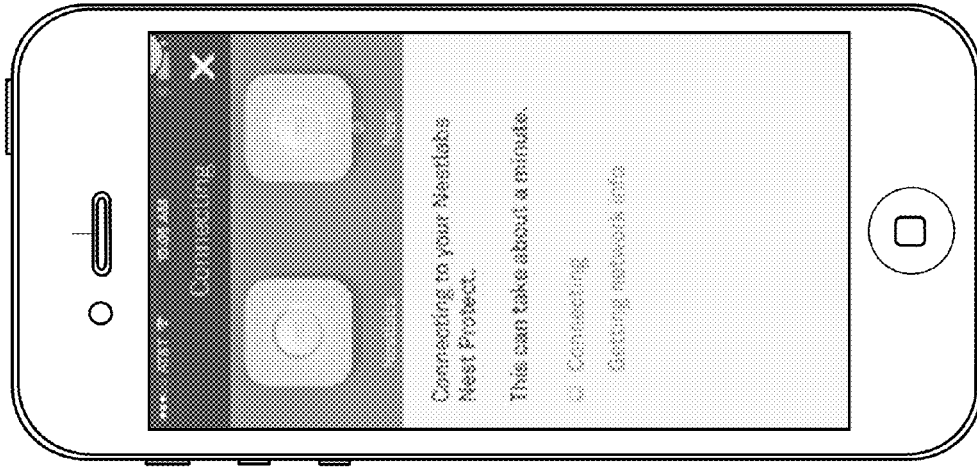 Connecting
Connecting to your Nestlabs
Nest Protect..
This can take about a minute.
Connecting
Getting network info